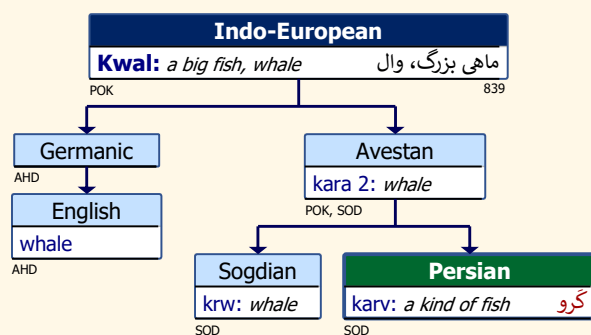 Indo-European
Kwal: a big fish, whale ماهی بزرگ، وال
POK 839
Germanic Avestan
AHD
kara 2: whale
English POK, SOD
whale
AHD
Sogdian Persian
krw: whale karv: a kind of fish کَرو
SOD SOD